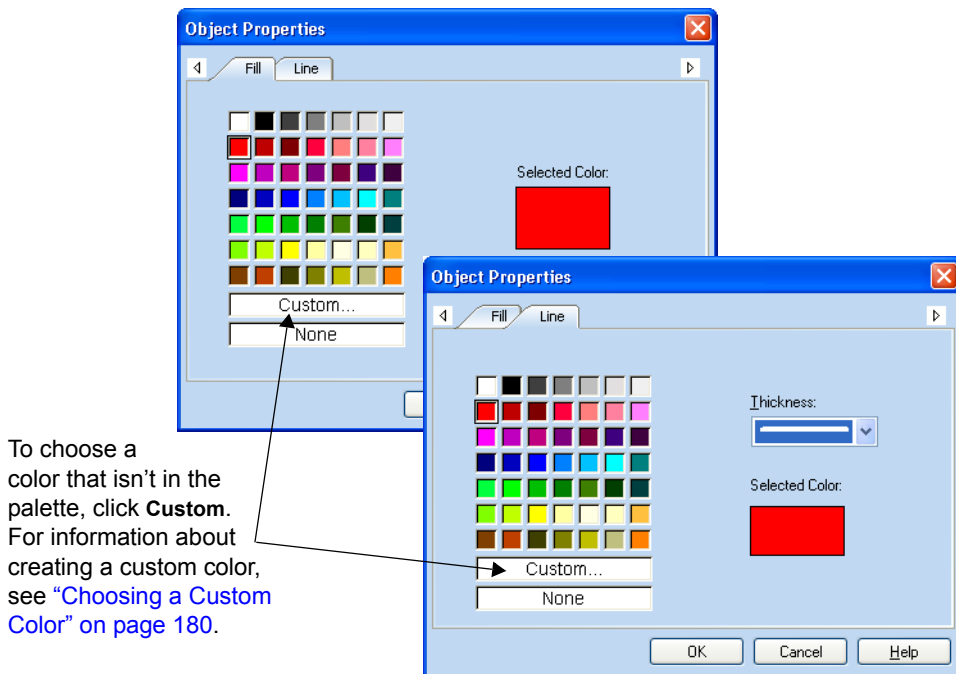 Object Properties
Fill
Line
Selected Color:
Custom...
None
Object Properties
Fill
Line
Thickness:
Selected Color:
Custom...
None
OK
Cancel
Help
To choose a
color that isn’t in the
palette, click Custom.
For information about
creating a custom color,
see “Choosing a Custom
Color” on page 180.